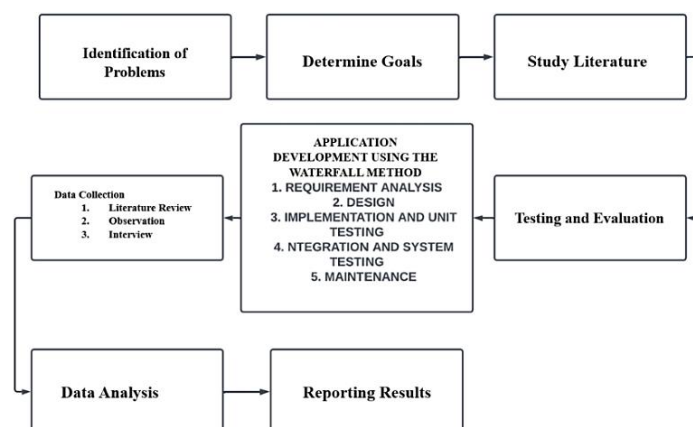 Identification of
Problems
Determine Goals
Study Literature
APPLICATION
DEVELOPMENT USING THE
WATERFALL METHOD
1. REQUIREMENT ANALYSIS
2. DESIGN
3. IMPLEMENTATION AND UNIT
TESTING
4. NTEGRATION AND SYSTEM
TESTING
5. MAINTENANCE
Data Collection
1. Literature Review
2. Observation
3. Interview
Testing and Evaluation
Data Analysis
Reporting Results